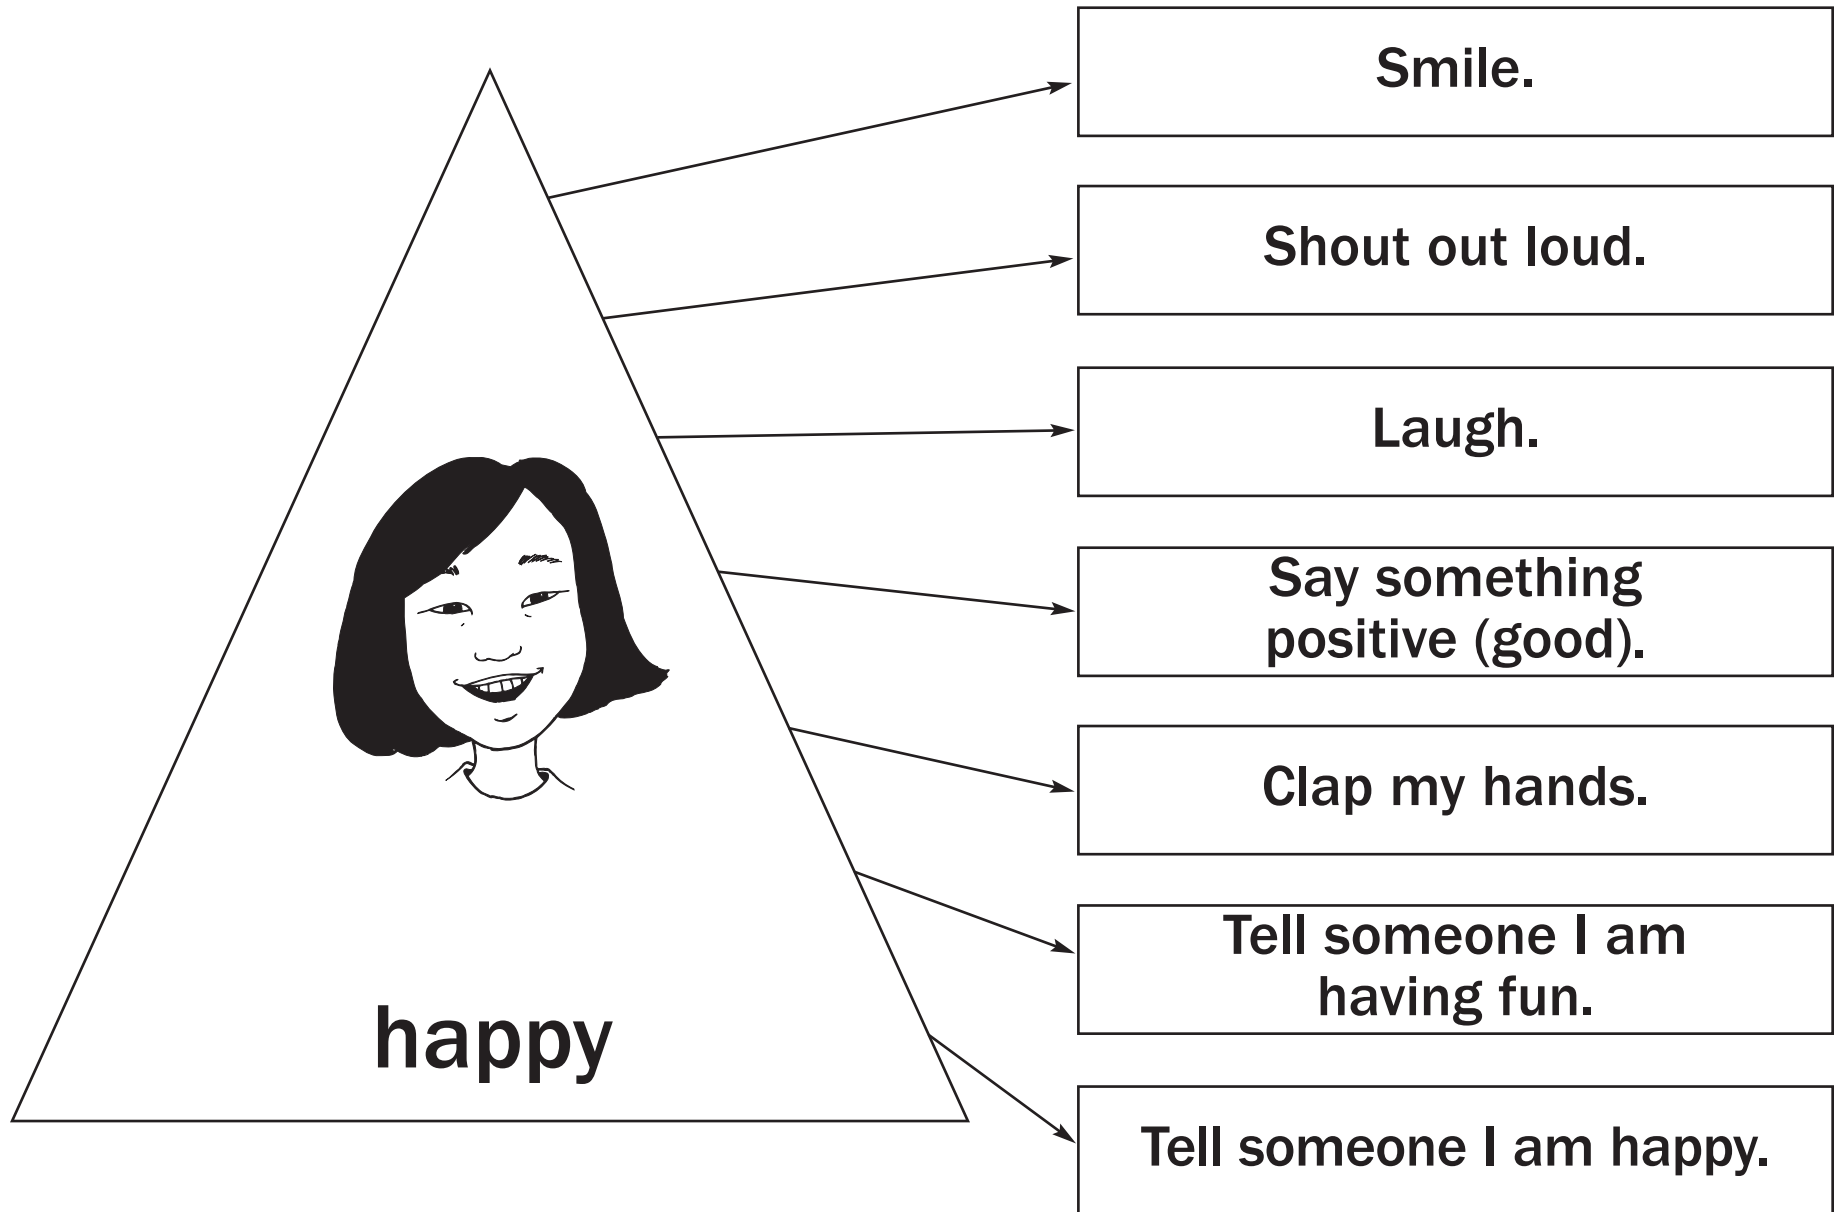 Smile.
Shout out loud.
Laugh.
Say something
positive (good).
Clap my hands.
Tell someone I am
having fun.
Tell someone I am happy.
happy